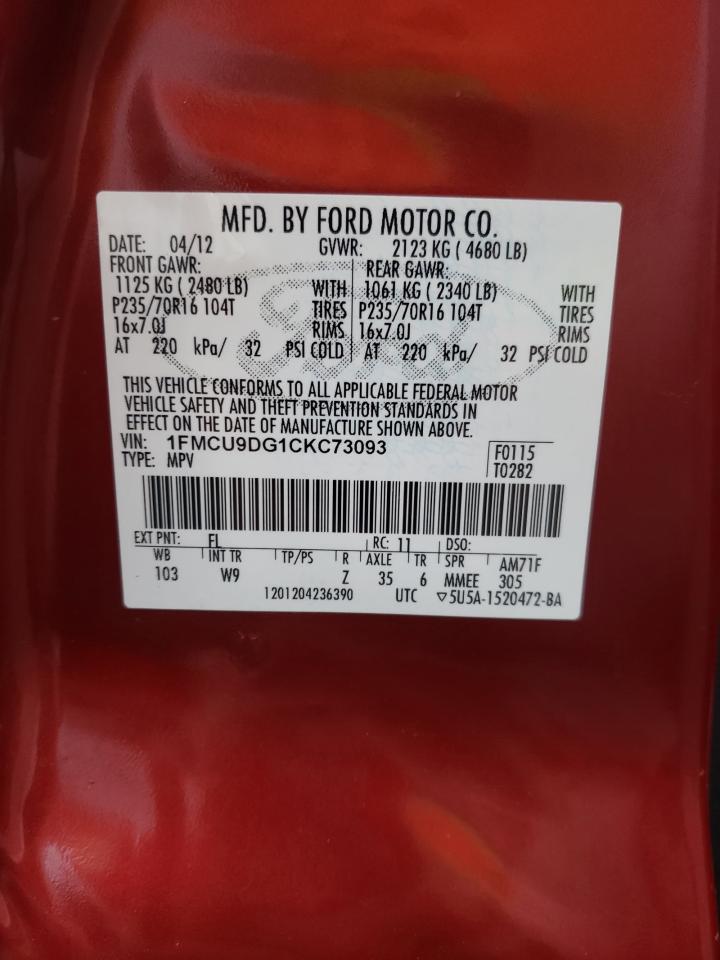 MFD. BY FORD MOTOR CO.
DATE: 04/12 GVWR: 2123 KG ( 4680 LB)
FRONT GAWR: REAR GAWR:
1125 KG ( 2480 LB) WITH 1061 KG ( 2340 LB) WITH
P235/70R16 104T TIRES P235/70R16 104T TIRES
16x7.0J RIMS 16x7.0J RIMS
AT 220 kPa/ 32 PSI COLD AT 220 kPa/ 32 PSI COLD
Ford
THIS VEHICLE CONFORMS TO ALL APPLICABLE FEDERAL MOTOR
VEHICLE SAFETY AND THEFT PREVENTION STANDARDS IN
EFFECT ON THE DATE OF MANUFACTURE SHOWN ABOVE.
VIN: 1FMCU9DG1CKC73093 F0115
TYPE: MPV T0282
EXT PNT: FL RC: 11 DSO:
WB INT TR TP/PS R AXLE TR SPR AM71F
103 W9 Z 35 6 MMEE 305
1201204236390 UTC ▽5U5A-1520472-BA